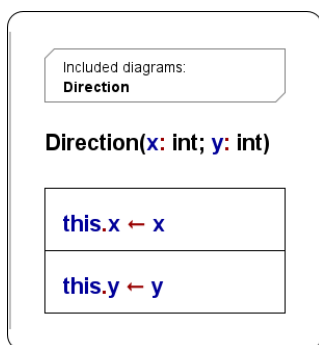 Included diagrams:
Direction
Direction(x: int; y: int)
this.x ← x
this.y ← y